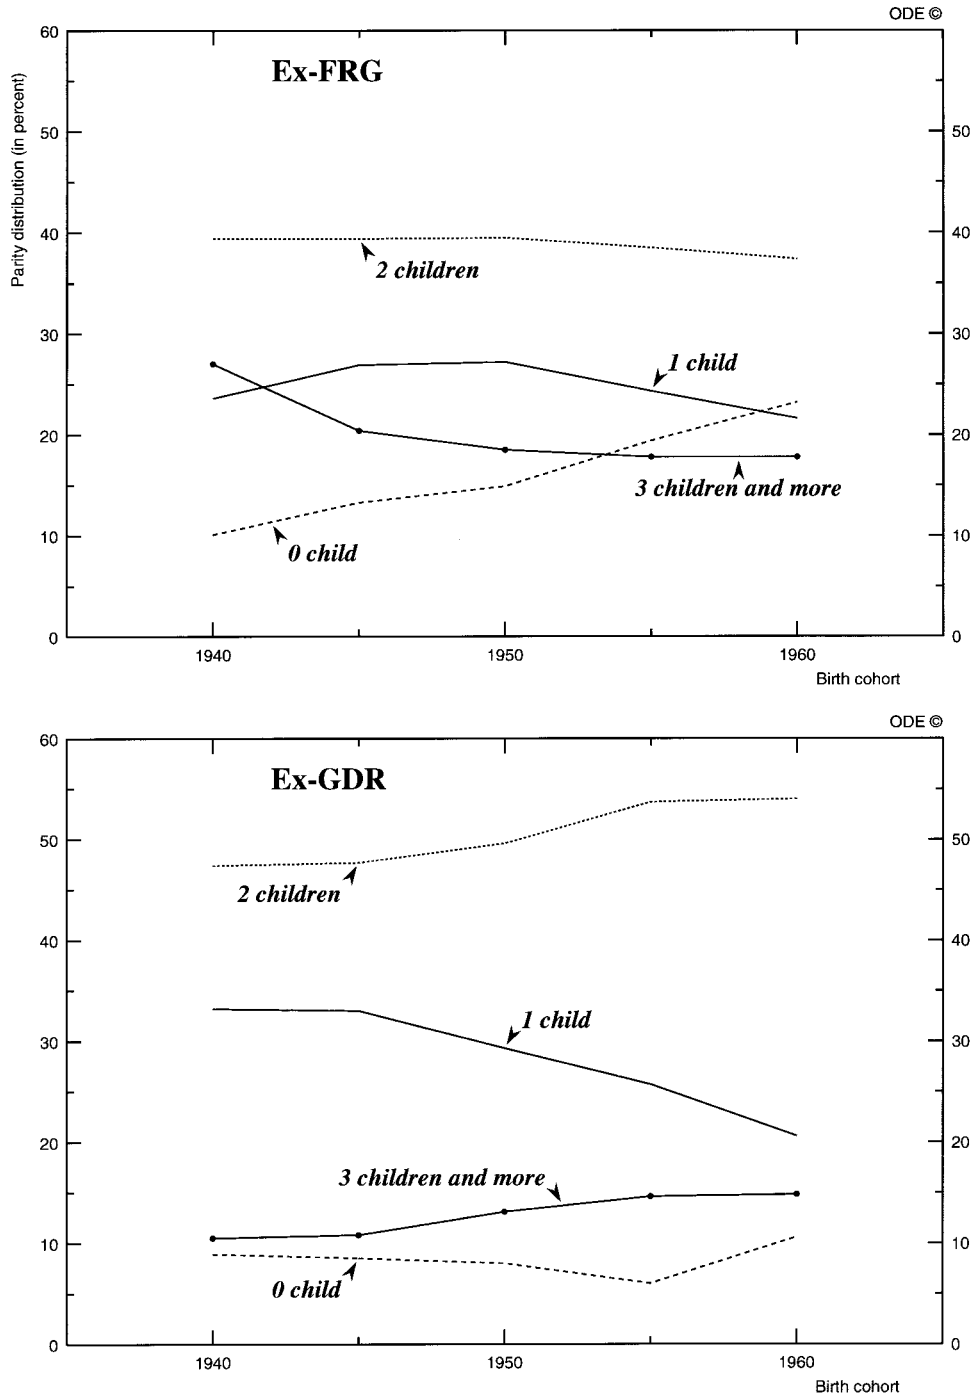 ODE ©
Parity distribution (in percent)
Ex-FRG
60
50
50
40
40
2 children
30
30
1 child
20
20
3 children and more
10
10
0 child
0
0
1940
1950
1960
Birth cohort
ODE ©
Ex-GDR
60
50
50
2 children
40
40
30
30
1 child
20
20
3 children and more
10
10
0 child
0
0
1940
1950
1960
Birth cohort